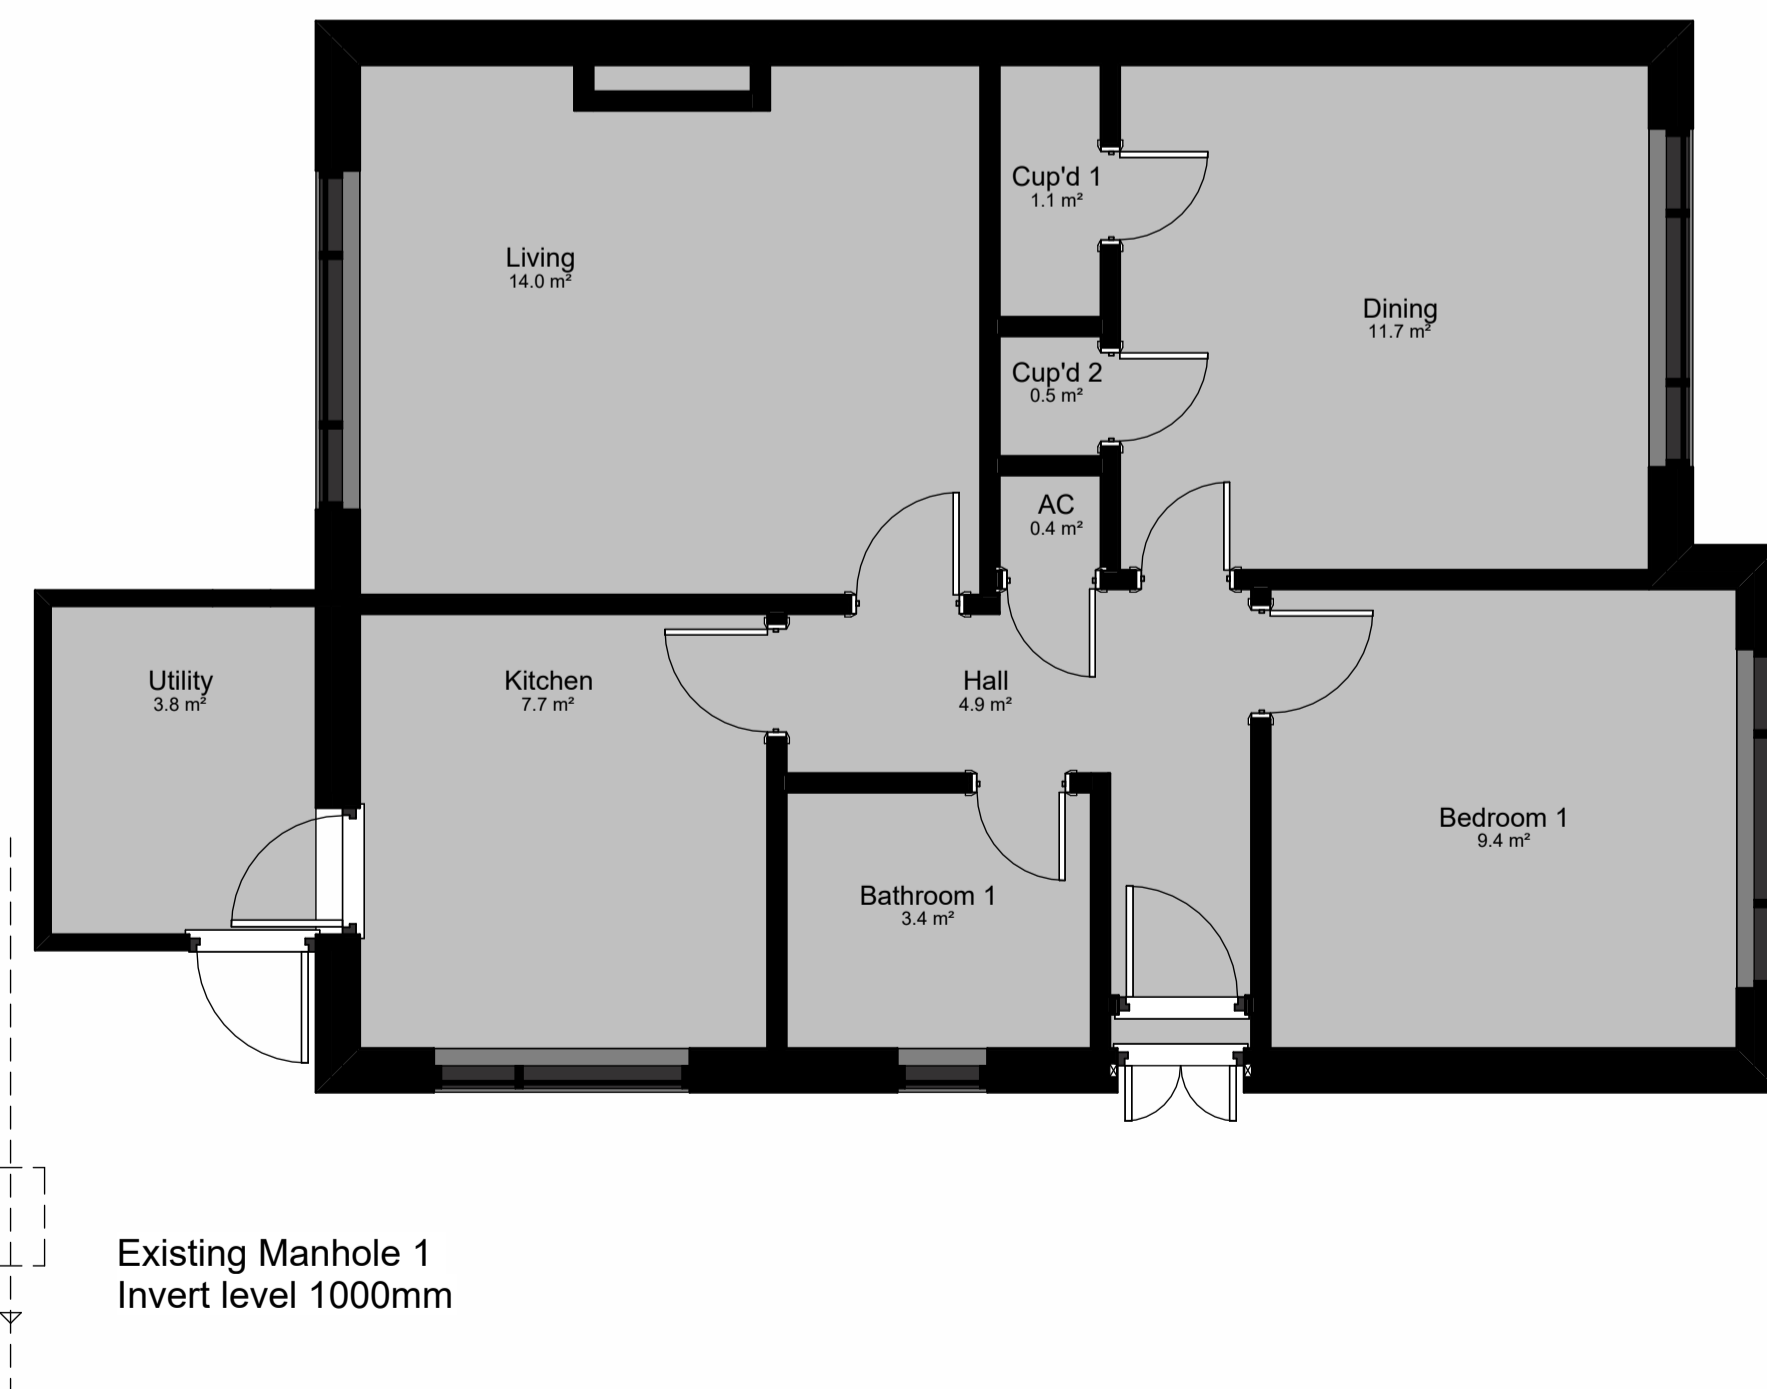 Cup'd 1
1.1 m²
Living
14.0 m²
Dining
11.7 m²
Cup'd 2
0.5 m²
AC
0.4 m²
Utility
3.8 m²
Kitchen
7.7 m²
Hall
4.9 m²
Bedroom 1
9.4 m²
Bathroom 1
3.4 m²
Existing Manhole 1
Invert level 1000mm